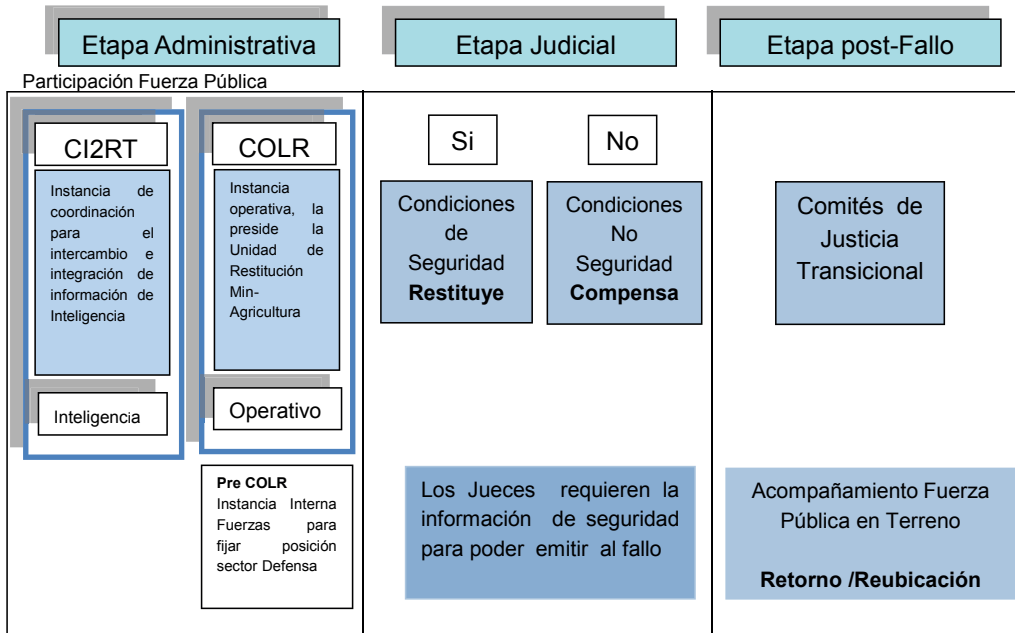 Etapa Administrativa
Etapa Judicial
Etapa post-Fallo
Participación Fuerza Pública
CI2RT
Instancia de
coordinación
para el
intercambio e
integración de
información de
Inteligencia
Inteligencia
COLR
Instancia
operativa, la
preside la
Unidad de
Restitución
Min-
Agricultura
Operativo
Pre COLR
Instancia Interna
Fuerzas para
fijar posición
sector Defensa
Si
Condiciones
de
Seguridad
Restituye
No
Condiciones
No
Seguridad
Compensa
Los Jueces requieren la
información de seguridad
para poder emitir al fallo
Comités de
Justicia
Transicional
Acompañamiento Fuerza
Pública en Terreno
Retorno /Reubicación